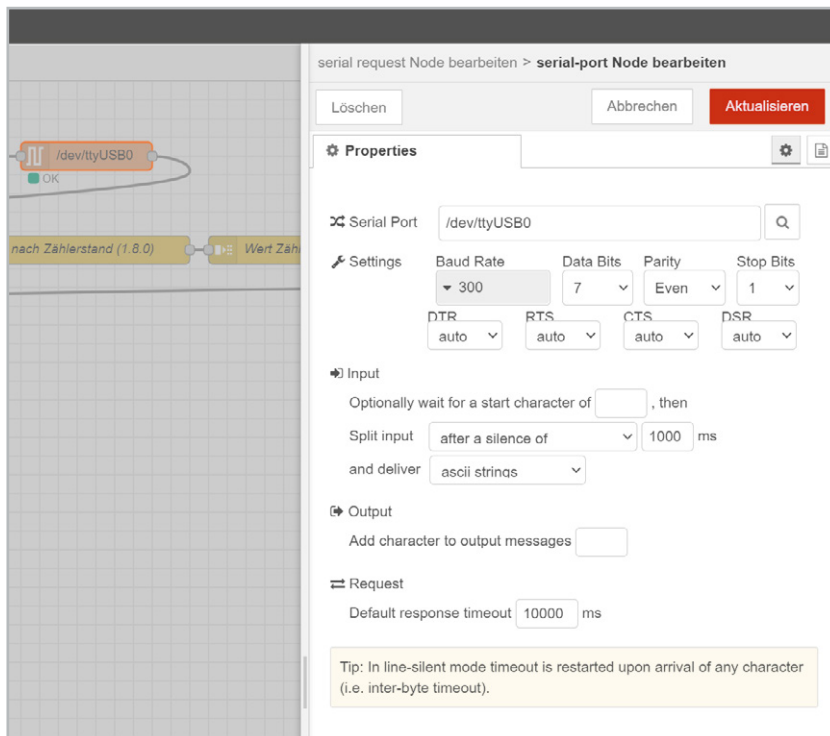 serial request Node bearbeiten > serial-port Node bearbeiten
Löschen
Abbrechen
Aktualisieren
Properties
/dev/ttyUSB0
OK
nach Zählerstand (1.8.0)
Wert Zäh
Serial Port
/dev/ttyUSB0
Settings
Baud Rate
Data Bits
Parity
Stop Bits
300
7
Even
1
DTR
RTS
CTS
DSR
auto
auto
auto
auto
Input
Optionally wait for a start character of , then
Split input after a silence of 1000 ms
and deliver ascii strings
Output
Add character to output messages
Request
Default response timeout 10000 ms
Tip: In line-silent mode timeout is restarted upon arrival of any character
(i.e. inter-byte timeout).